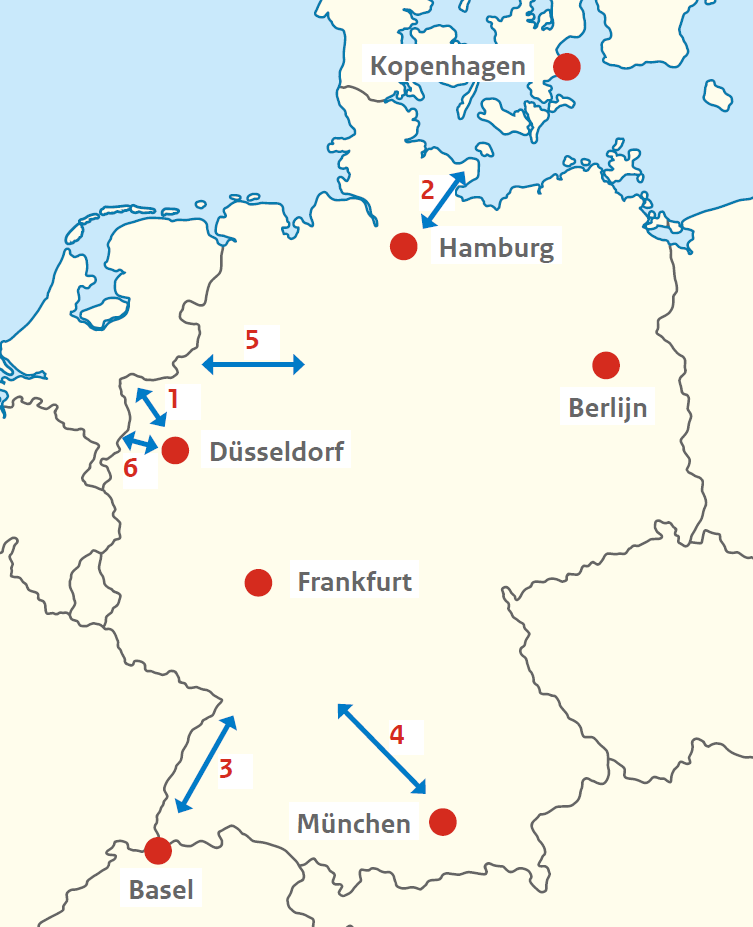 Kopenhagen
2
Hamburg
5
1
Berlijn
Düsseldorf
6
Frankfurt
4
3
München
Basel